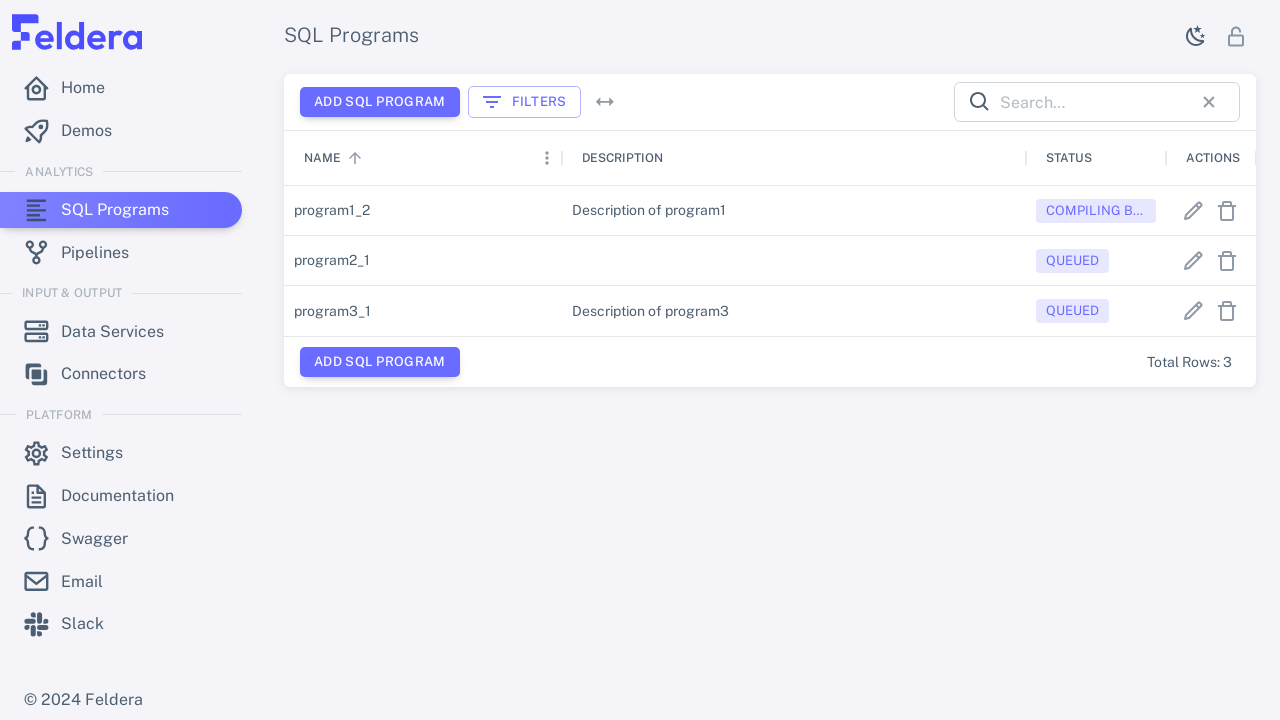 Feldera
Home
Demos
ANALYTICS
SQL Programs
Pipelines
INPUT & OUTPUT
Data Services
Connectors
PLATFORM
Settings
Documentation
Swagger
Email
Slack
© 2024 Feldera
SQL Programs
ADD SQL PROGRAM FILTERS Search...
NAME DESCRIPTION STATUS ACTIONS
program1_2 Description of program1 COMPILING B...
program2_1 QUEUED
program3_1 Description of program3 QUEUED
ADD SQL PROGRAM Total Rows: 3